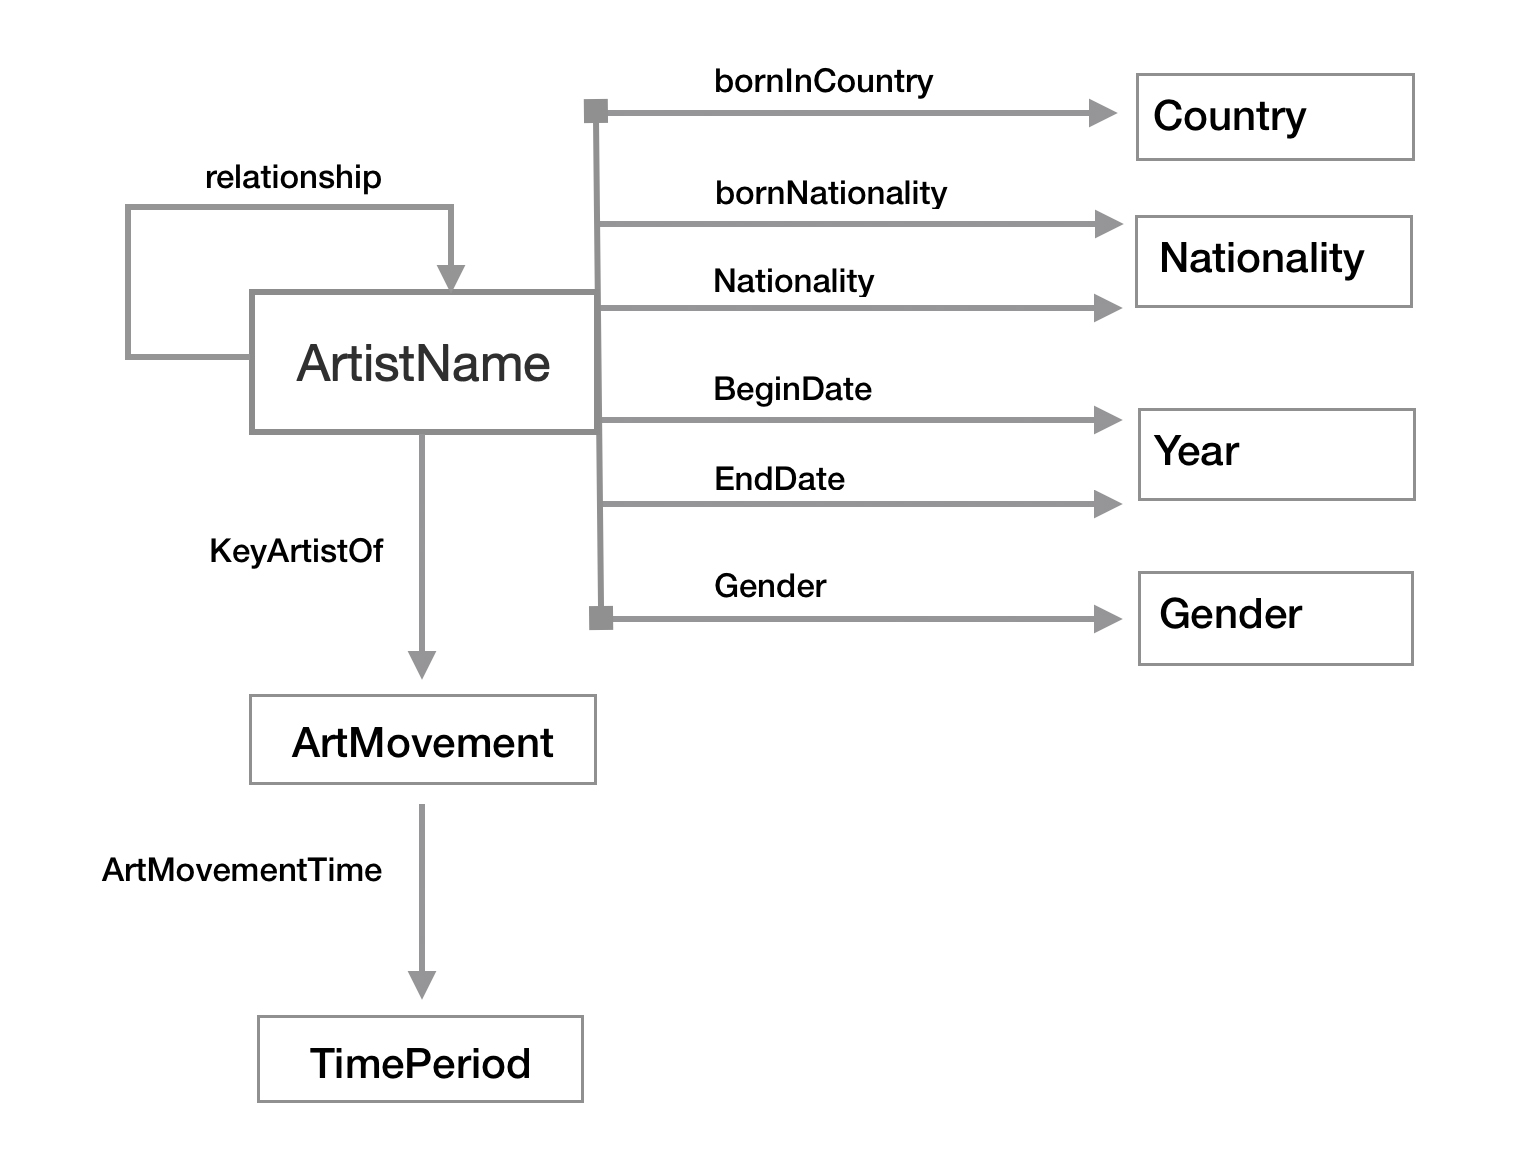 bornInCountry
Country
relationship
bornNationality
Nationality
Nationality
ArtistName
BeginDate
Year
EndDate
KeyArtistOf
Gender
Gender
ArtMovement
ArtMovementTime
TimePeriod